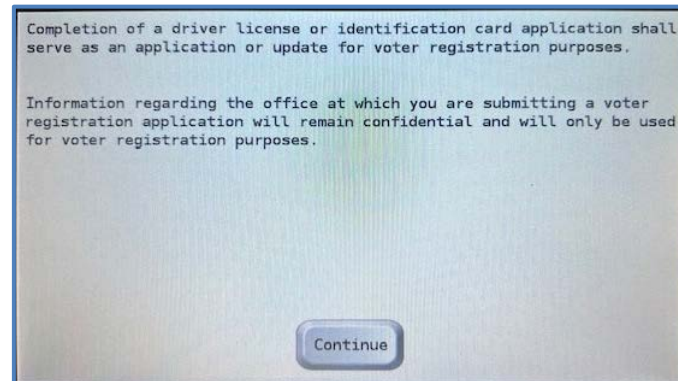 Completion of a driver license or identification card application shall
serve as an application or update for voter registration purposes.
Information regarding the office at which you are submitting a voter
registration application will remain confidential and will only be used
for voter registration purposes.
Continue